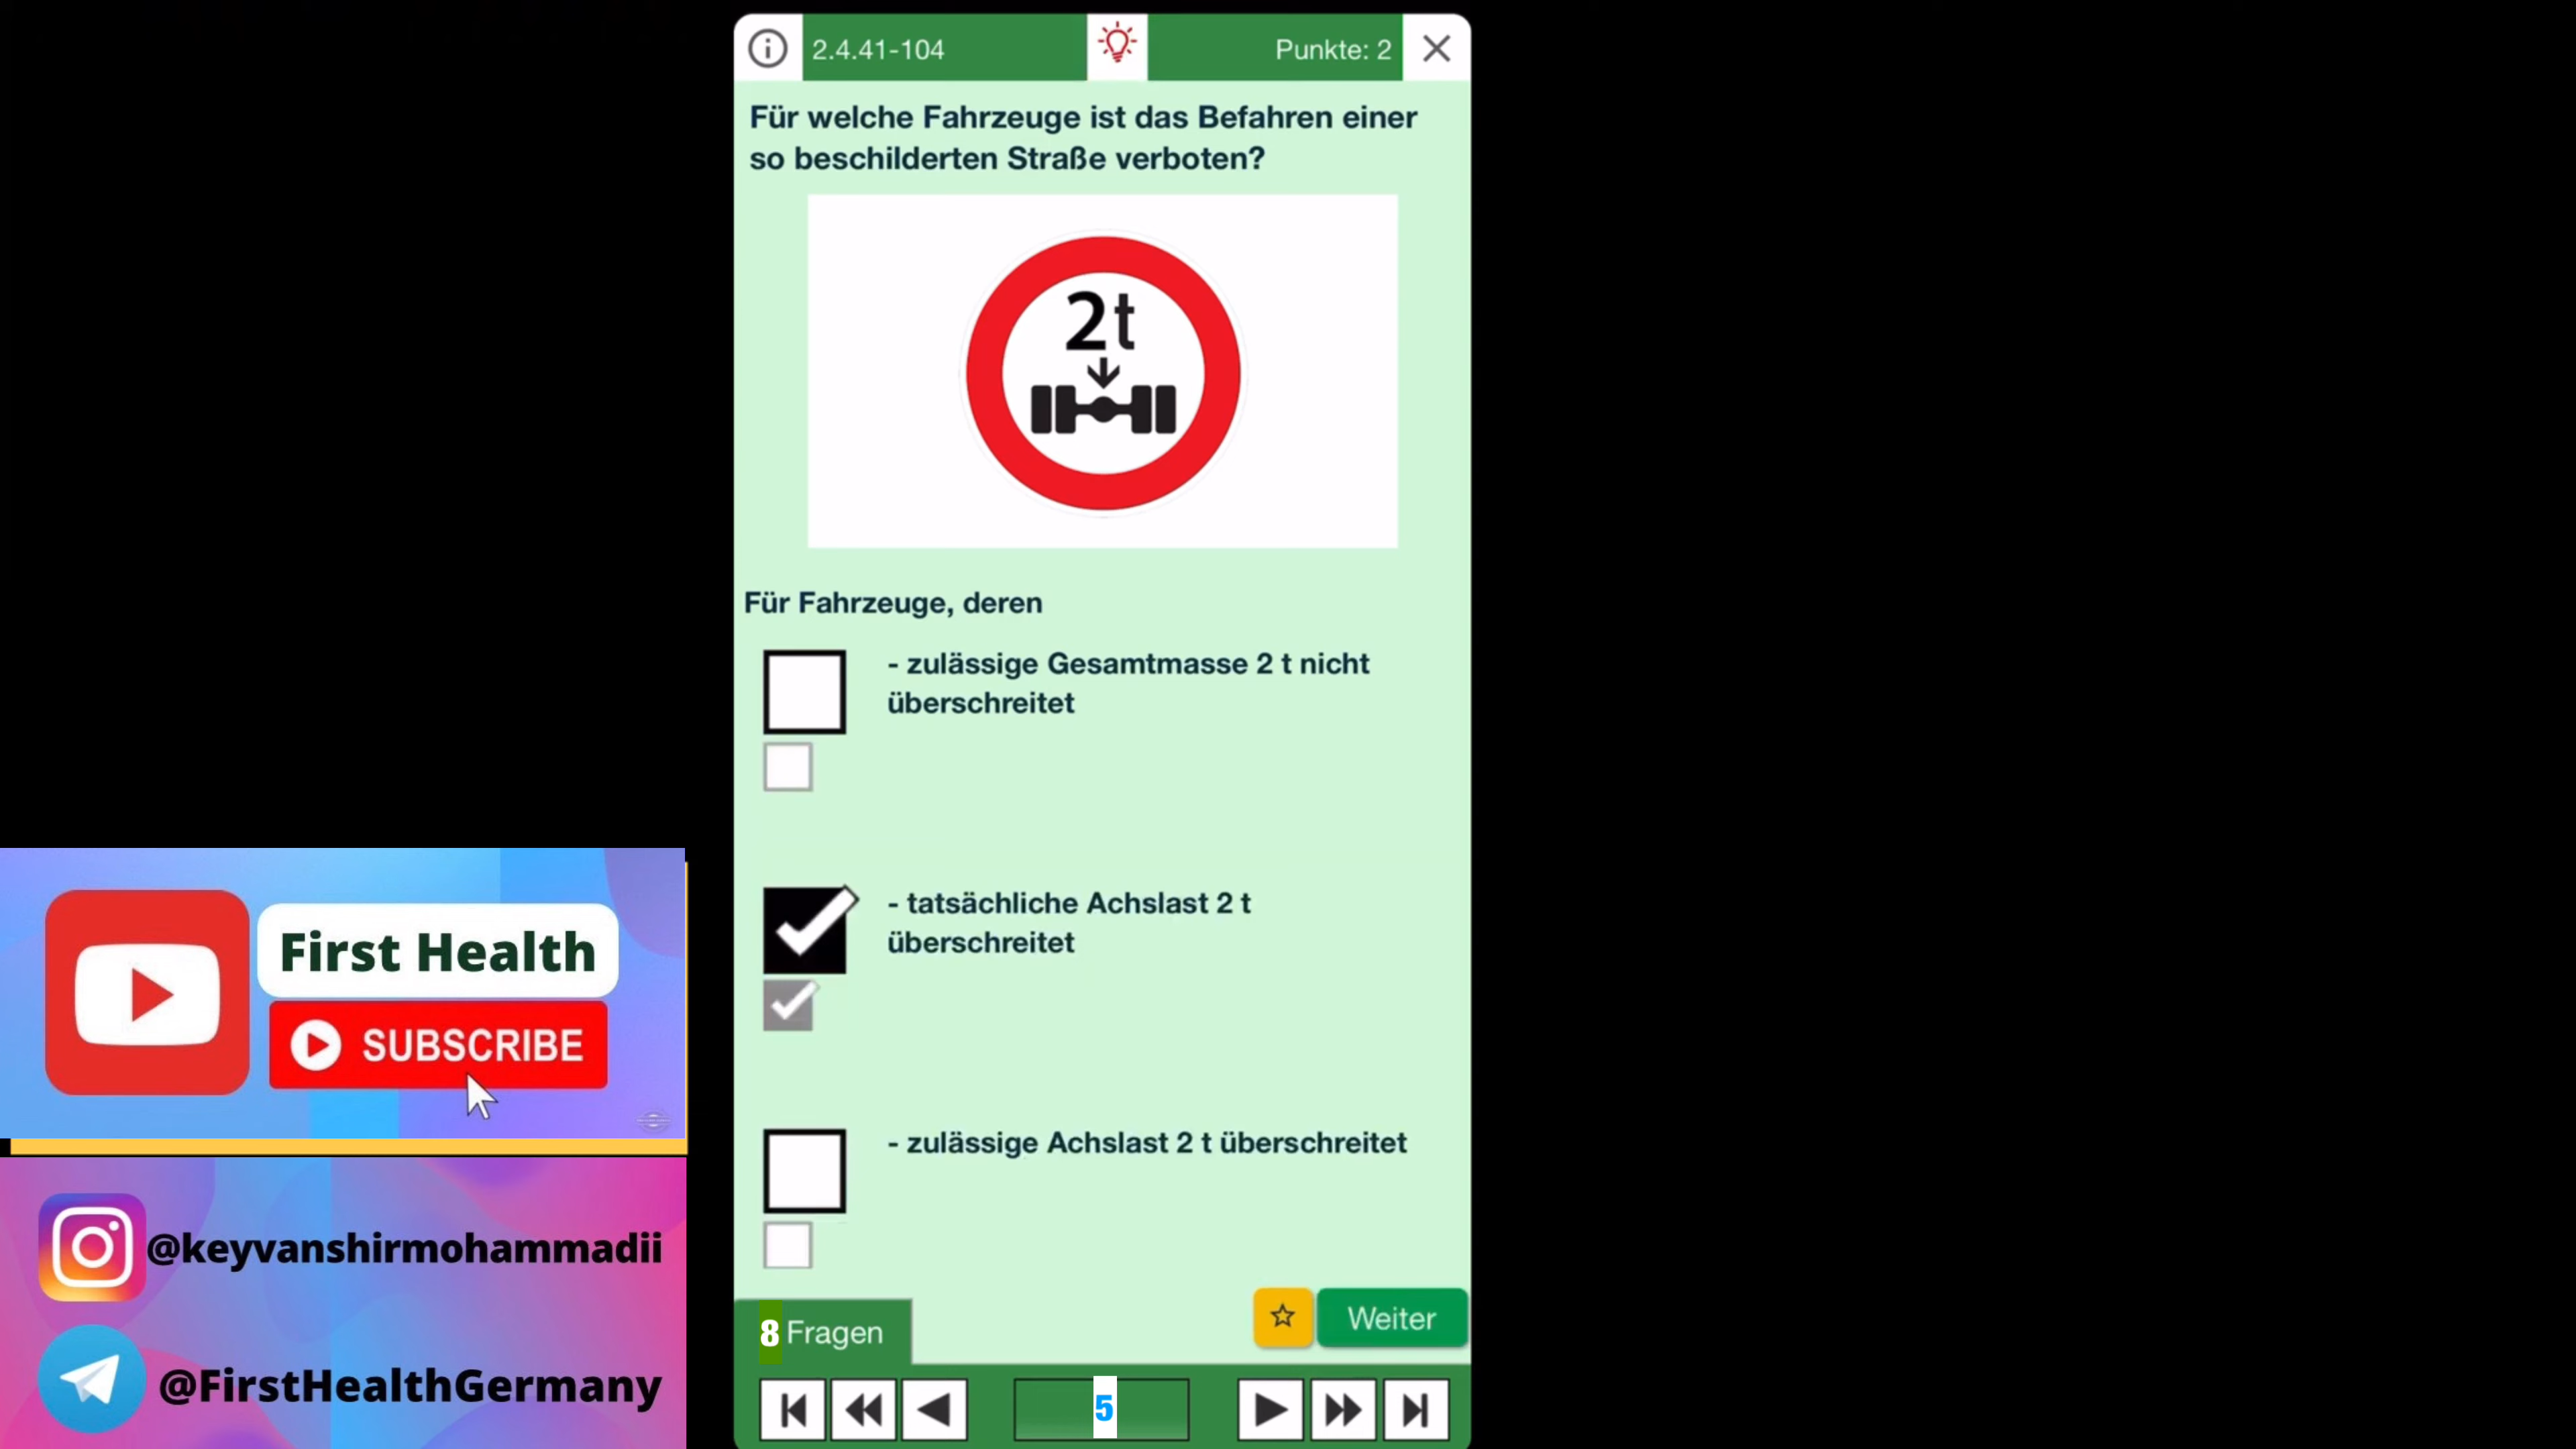 2.4.41-104
Punkte: 2
Für welche Fahrzeuge ist das Befahren einer
so beschilderten Straße verboten?
2t
Für Fahrzeuge, deren
- zulässige Gesamtmasse 2 t nicht
überschreitet
- tatsächliche Achslast 2 t
überschreitet
- zulässige Achslast 2 t überschreitet
8 Fragen
Weiter
5
First Health
SUBSCRIBE
@keyvanshirmohammadii
@FirstHealthGermany